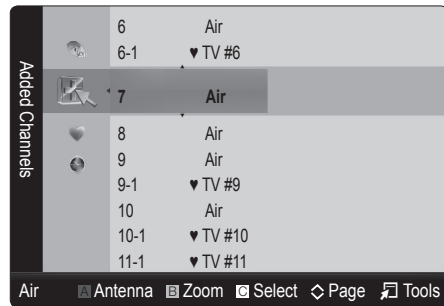 Added Channels
6 Air
6-1 ♥ TV #6
7 Air
8 Air
9 Air
9-1 ♥ TV #9
10 Air
10-1 ♥ TV #10
11-1 ♥ TV #11
Air A Antenna B Zoom C Select Page Tools